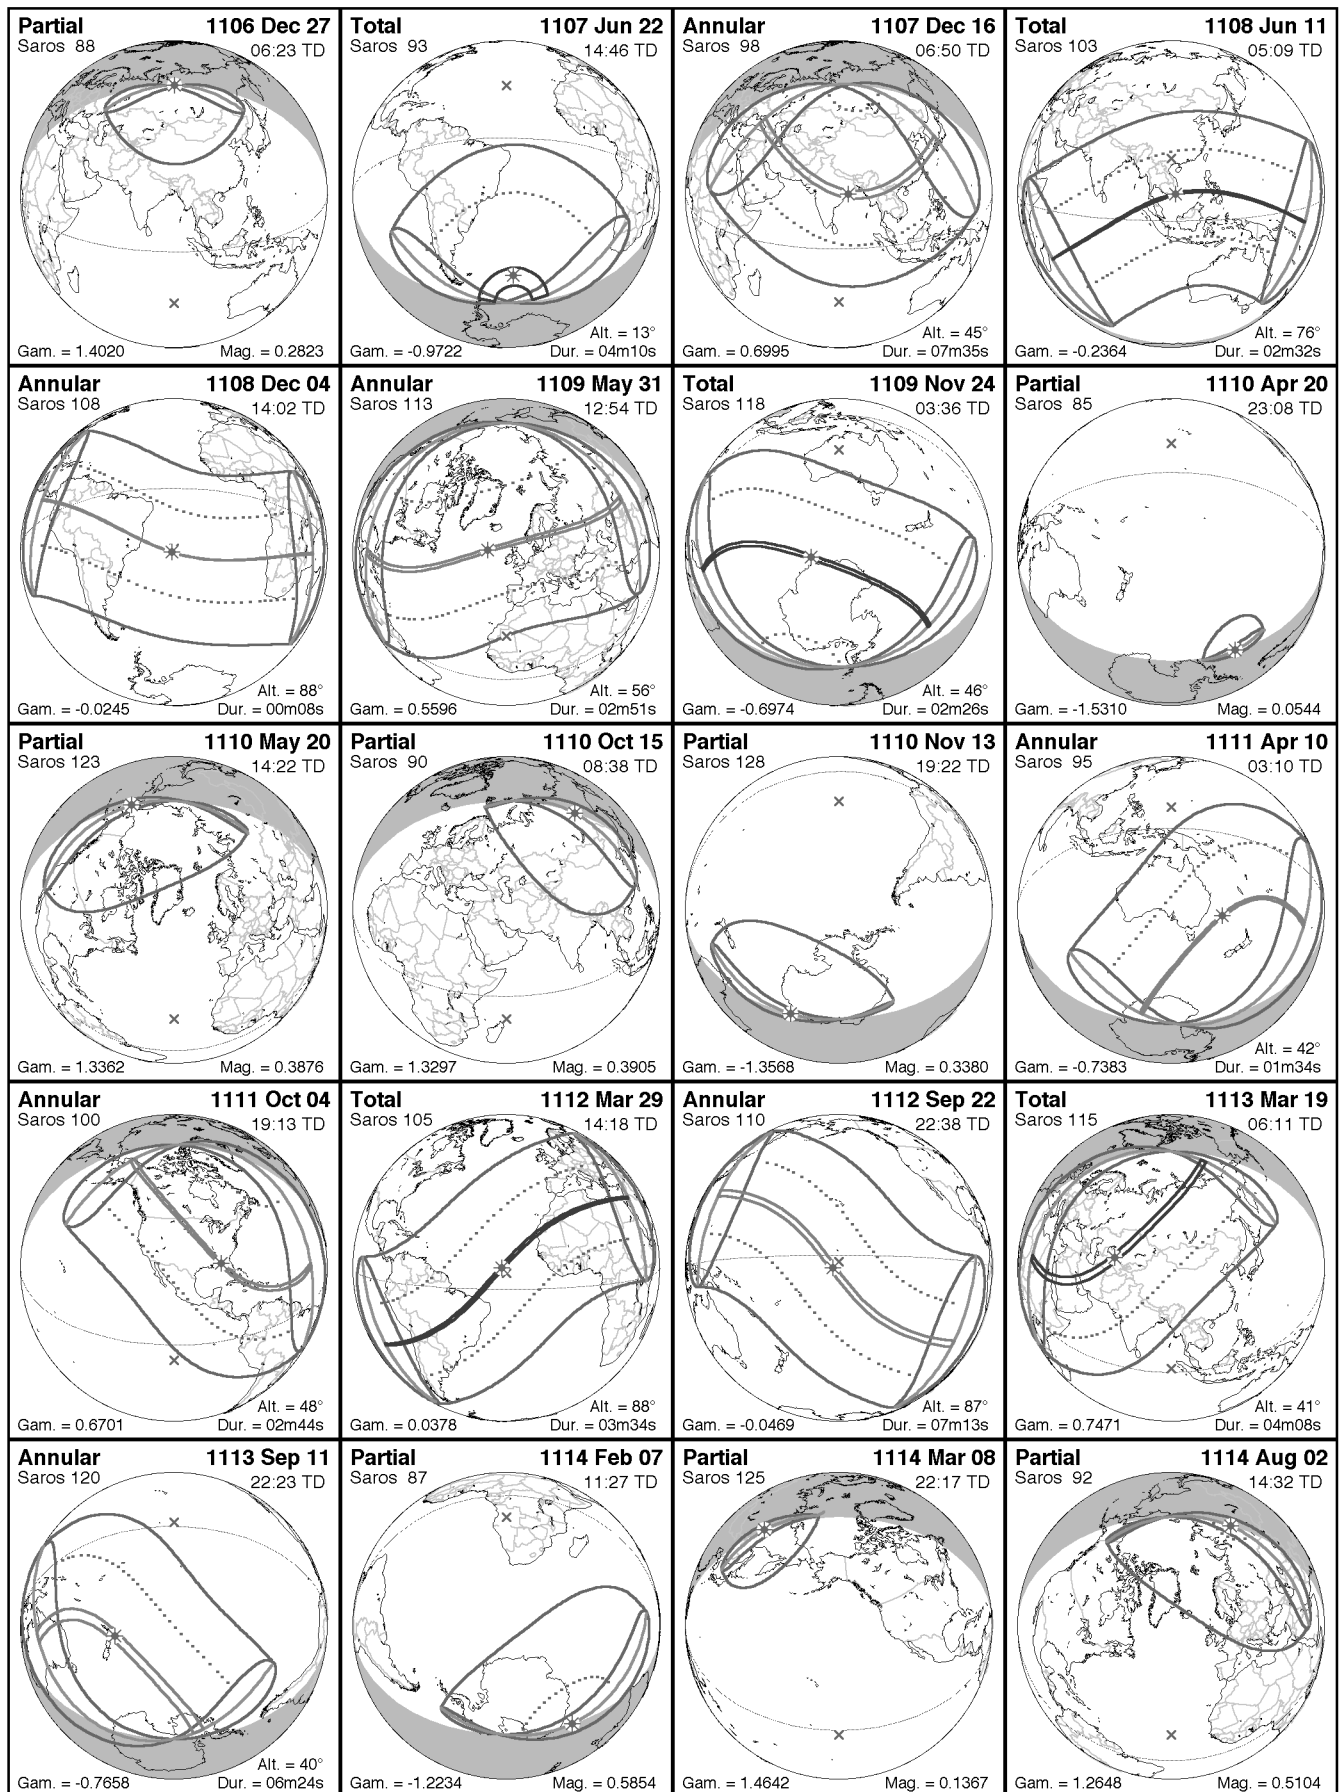 Partial 1106 Dec 27
Saros 88 06:23 TD
Gam. = 1.4020 Mag. = 0.2823
Total 1107 Jun 22
Saros 93 14:46 TD
Alt. = 13°
Gam. = -0.9722 Dur. = 04m10s
Annular 1107 Dec 16
Saros 98 06:50 TD
Alt. = 45°
Gam. = 0.6995 Dur. = 07m35s
Total 1108 Jun 11
Saros 103 05:09 TD
Alt. = 76°
Gam. = -0.2364 Dur. = 02m32s
Annular 1108 Dec 04
Saros 108 14:02 TD
Alt. = 88°
Gam. = -0.0245 Dur. = 00m08s
Annular 1109 May 31
Saros 113 12:54 TD
Alt. = 56°
Gam. = 0.5596 Dur. = 02m51s
Total 1109 Nov 24
Saros 118 03:36 TD
Alt. = 46°
Gam. = -0.6974 Dur. = 02m26s
Partial 1110 Apr 20
Saros 85 23:08 TD
Gam. = -1.5310 Mag. = 0.0544
Partial 1110 May 20
Saros 123 14:22 TD
Gam. = 1.3362 Mag. = 0.3876
Partial 1110 Oct 15
Saros 90 08:38 TD
Gam. = 1.3297 Mag. = 0.3905
Partial 1110 Nov 13
Saros 128 19:22 TD
Gam. = -1.3568 Mag. = 0.3380
Annular 1111 Apr 10
Saros 95 03:10 TD
Alt. = 42°
Gam. = -0.7383 Dur. = 01m34s
Annular 1111 Oct 04
Saros 100 19:13 TD
Alt. = 48°
Gam. = 0.6701 Dur. = 02m44s
Total 1112 Mar 29
Saros 105 14:18 TD
Alt. = 88°
Gam. = 0.0378 Dur. = 03m34s
Annular 1112 Sep 22
Saros 110 22:38 TD
Alt. = 87°
Gam. = -0.0469 Dur. = 07m13s
Total 1113 Mar 19
Saros 115 06:11 TD
Alt. = 41°
Gam. = 0.7471 Dur. = 04m08s
Annular 1113 Sep 11
Saros 120 22:23 TD
Alt. = 40°
Gam. = -0.7658 Dur. = 06m24s
Partial 1114 Feb 07
Saros 87 11:27 TD
Gam. = -1.2234 Mag. = 0.5854
Partial 1114 Mar 08
Saros 125 22:17 TD
Gam. = 1.4642 Mag. = 0.1367
Partial 1114 Aug 02
Saros 92 14:32 TD
Gam. = 1.2648 Mag. = 0.5104